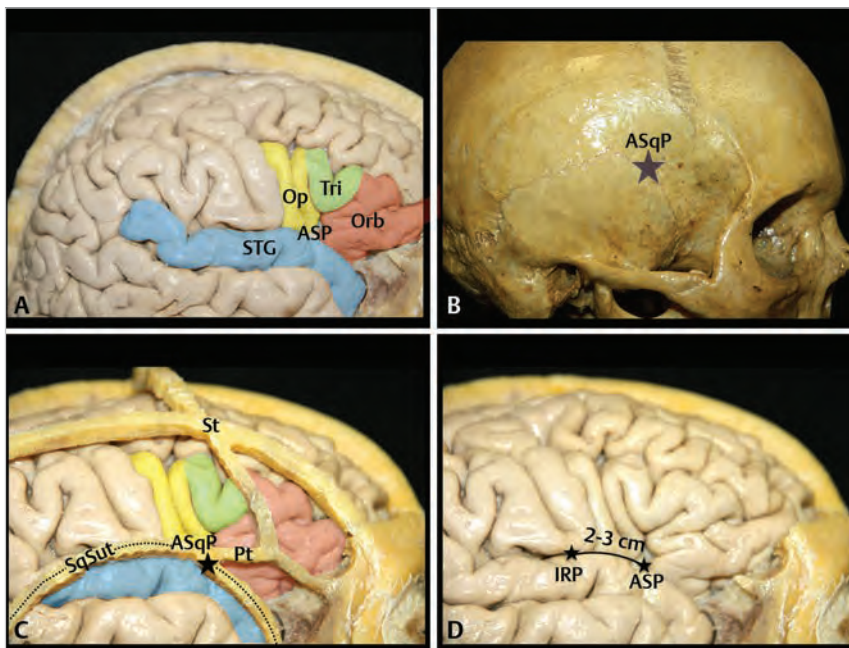 Op
Tri
Orb
ASP
STG
A
ASqP
B
St
ASqP
Pt
SqSut
C
2-3 cm
IRP
ASP
D